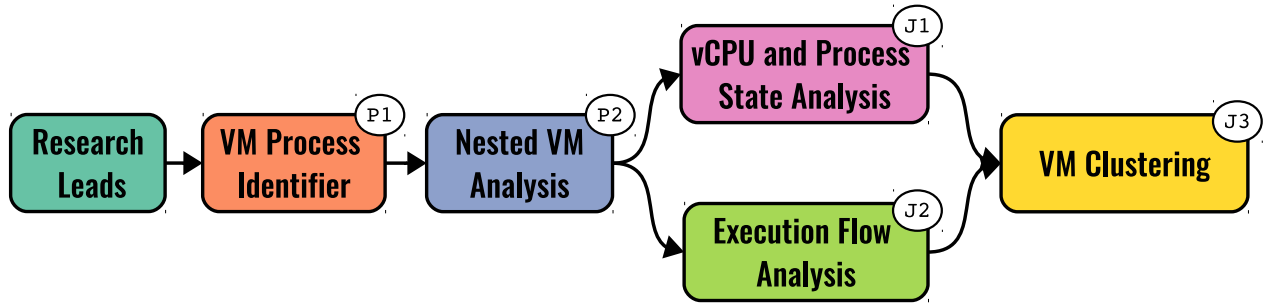 Research
Leads
P1
VM Process
Identifier
P2
Nested VM
Analysis
J1
vCPU and Process
State Analysis
J2
Execution Flow
Analysis
J3
VM Clustering